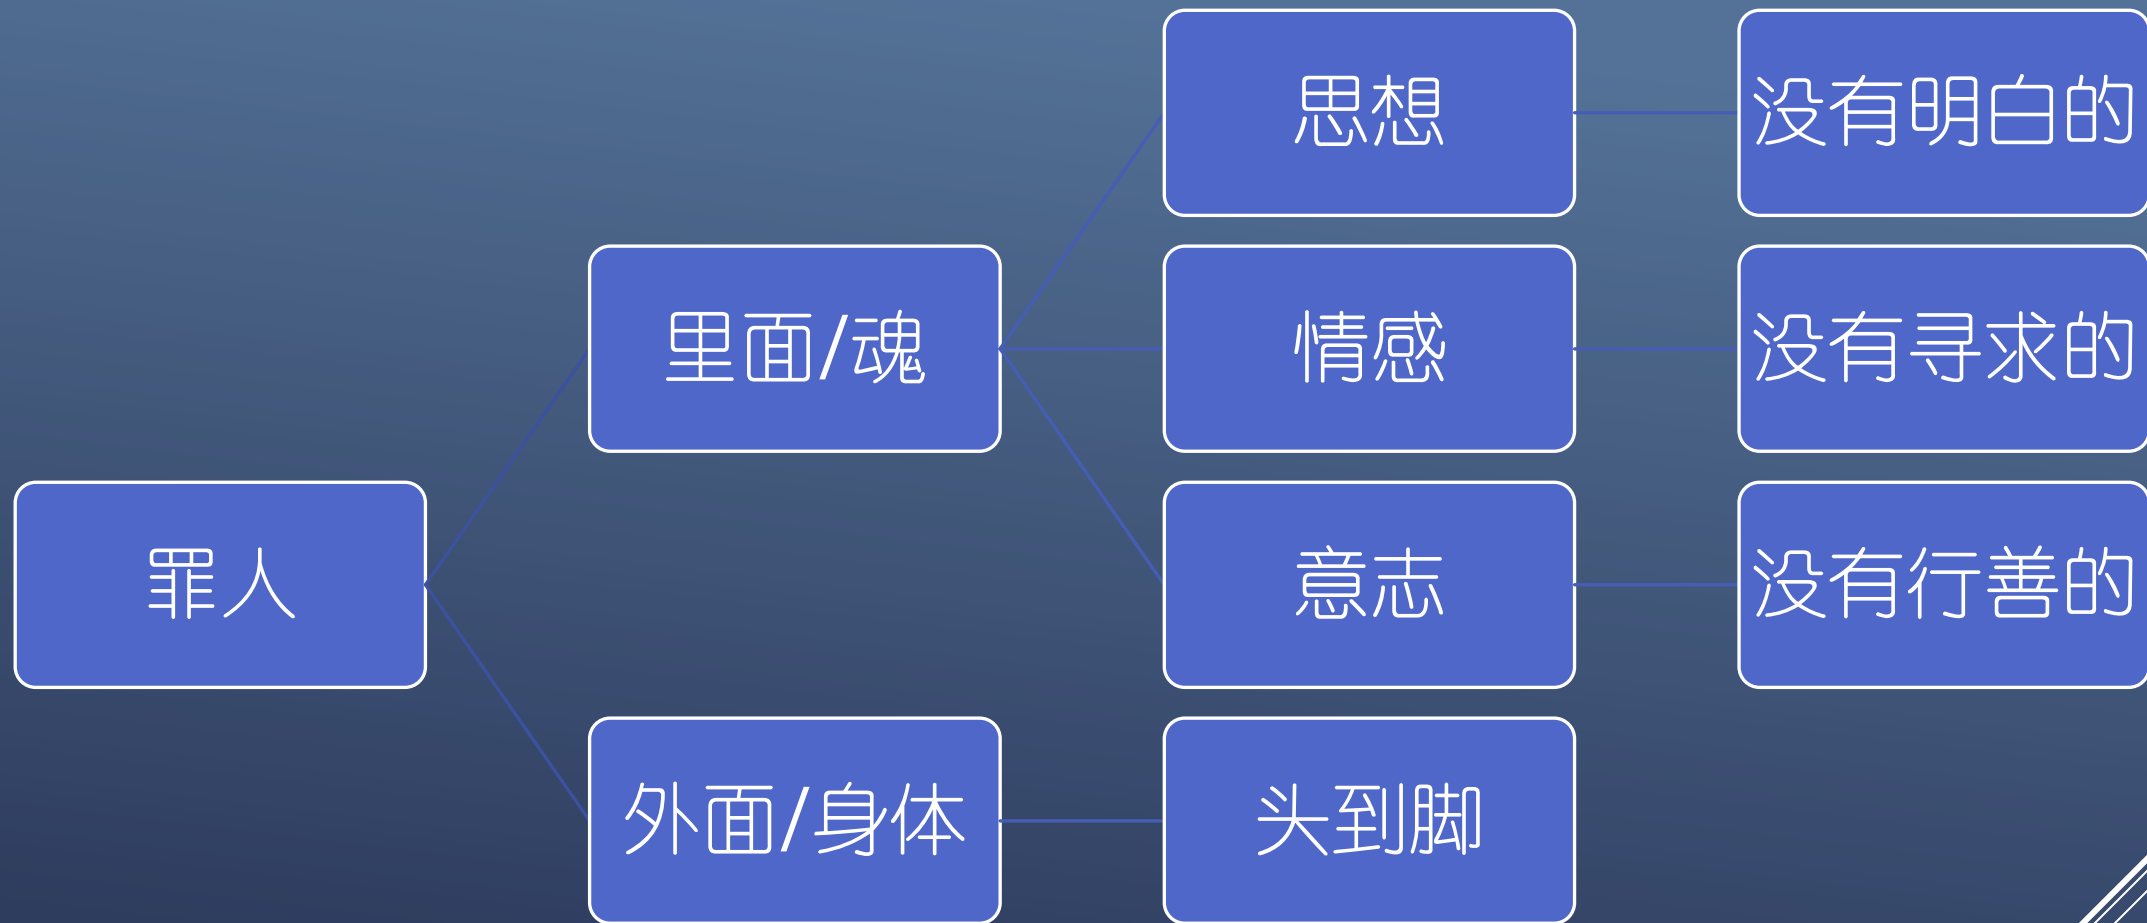 罪人
里面/魂
思想
没有明白的
情感
没有寻求的
意志
没有行善的
外面/身体
头到脚